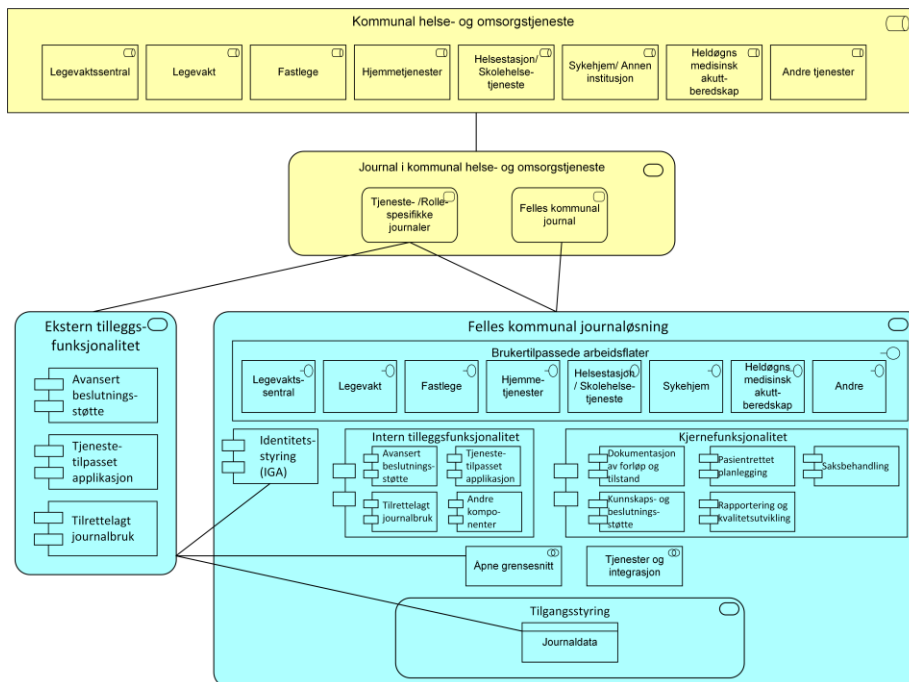 Kommunal helse- og omsorgstjeneste
Legevaktssentral
Legevakt
Fastlege
Hjemmetjenester
Helsestasjon/
Skolehelse-
tjeneste
Sykehjem/ Annen
institusjon
Heldøgns
medisinsk
akutt-
beredskap
Andre tjenester
Journal i kommunal helse- og omsorgstjeneste
Tjeneste- /Rolle-
spesifikke
journaler
Felles kommunal
journal
Ekstern tilleggs-
funksjonalitet
Avansert
beslutnings-
støtte
Tjeneste-
tilpasset
applikasjon
Tilrettelagt
journalbruk
Felles kommunal journaløsning
Brukertilpassede arbeidsflater
Legevakts-
sentral
Legevakt
Fastlege
Hjemme-
tjenester
Helsestasjon
/ Skolehelse-
tjeneste
Sykehjem
Heldøgns
medisinsk
akutt-
beredskap
Andre
Identitets-
styring
(IGA)
Intern tilleggsfunksjonalitet
Avansert
beslutnings-
støtte
Tjeneste-
tilpasset
applikasjon
Tilrettelagt
journalbruk
Andre
kompo-
nenter
Kjernefunksjonalitet
Dokumentasjon
av forløp og
tilstand
Pasientrettet
planlegging
Saksbehandling
Kunnskaps- og
beslutnings-
støtte
Rapportering og
kvalitetsutvikling
Åpne grensesnitt
Tjenester og
integrasjon
Tilgangsstyring
Journaldata